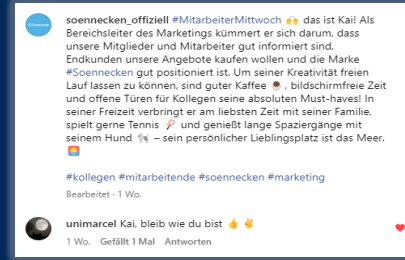 soennecken_offiziell #MitarbeiterMittwoch 🙌 das ist Kai! Als
Bereichsleiter des Marketings kümmert er sich darum, dass
unsere Mitglieder und Mitarbeiter gut informiert sind,
Endkunden unsere Angebote kaufen wollen und die Marke
#Soennecken gut positioniert ist. Um seiner Kreativität freien
Lauf lassen zu können, sind guter Kaffee ☕, bildschirmfreie Zeit
und offene Türen für Kollegen seine absoluten Must-haves! In
seiner Freizeit verbringt er am liebsten Zeit mit seiner Familie,
spielt gerne Tennis 🎾 und genießt lange Spaziergänge mit
seinem Hund 🐕 – sein persönlicher Lieblingsplatz ist das Meer.
🌅
#kollegen #mitarbeitende #soennecken #marketing
Bearbeitet · 1 Wo.
unimarcel Kai, bleib wie du bist 👍 ✌️
1 Wo. Gefällt 1 Mal Antworten